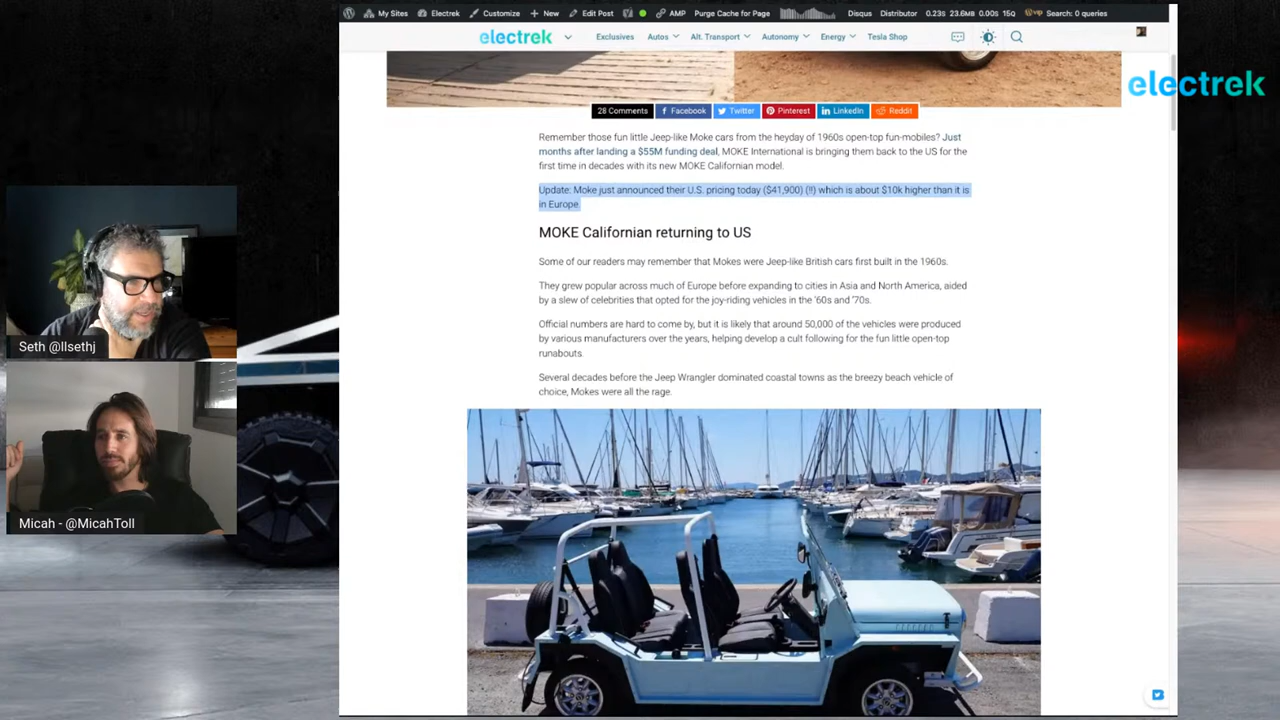 My Sites Electrek Customize New Edit Post AMP Purge Cache for Page Disqus Distributor 0.23s 23.6MB 0.00s 15Q VIP Search: 0 queries
electrek Exclusives Autos Alt. Transport Autonomy Energy Tesla Shop
electrek
28 Comments Facebook Twitter Pinterest LinkedIn Reddit
Remember those fun little Jeep-like Moke cars from the heyday of 1960s open-top fun-mobiles? Just
months after landing a $55M funding deal, MOKE International is bringing them back to the US for the
first time in decades with its new MOKE Californian model.
Update: Moke just announced their U.S. pricing today ($41,900) (!!) which is about $10k higher than it is
in Europe.
MOKE Californian returning to US
Some of our readers may remember that Mokes were Jeep-like British cars first built in the 1960s.
They grew popular across much of Europe before expanding to cities in Asia and North America, aided
by a slew of celebrities that opted for the joy-riding vehicles in the '60s and '70s.
Official numbers are hard to come by, but it is likely that around 50,000 of the vehicles were produced
by various manufacturers over the years, helping develop a cult following for the fun little open-top
runabouts.
Several decades before the Jeep Wrangler dominated coastal towns as the breezy beach vehicle of
choice, Mokes were all the rage.
Seth @llsethj
Micah - @MicahToll